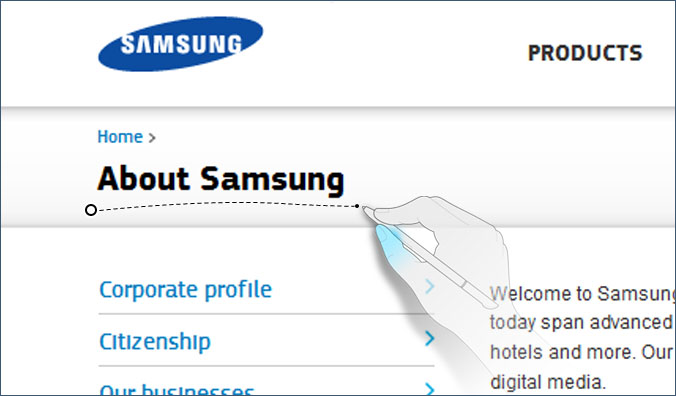 SAMSUNG
PRODUCTS
Home >
About Samsung
Corporate profile >
Citizenship >
Our businesses >
Welcome to Samsung
today span advanced
hotels and more. Our
digital media.